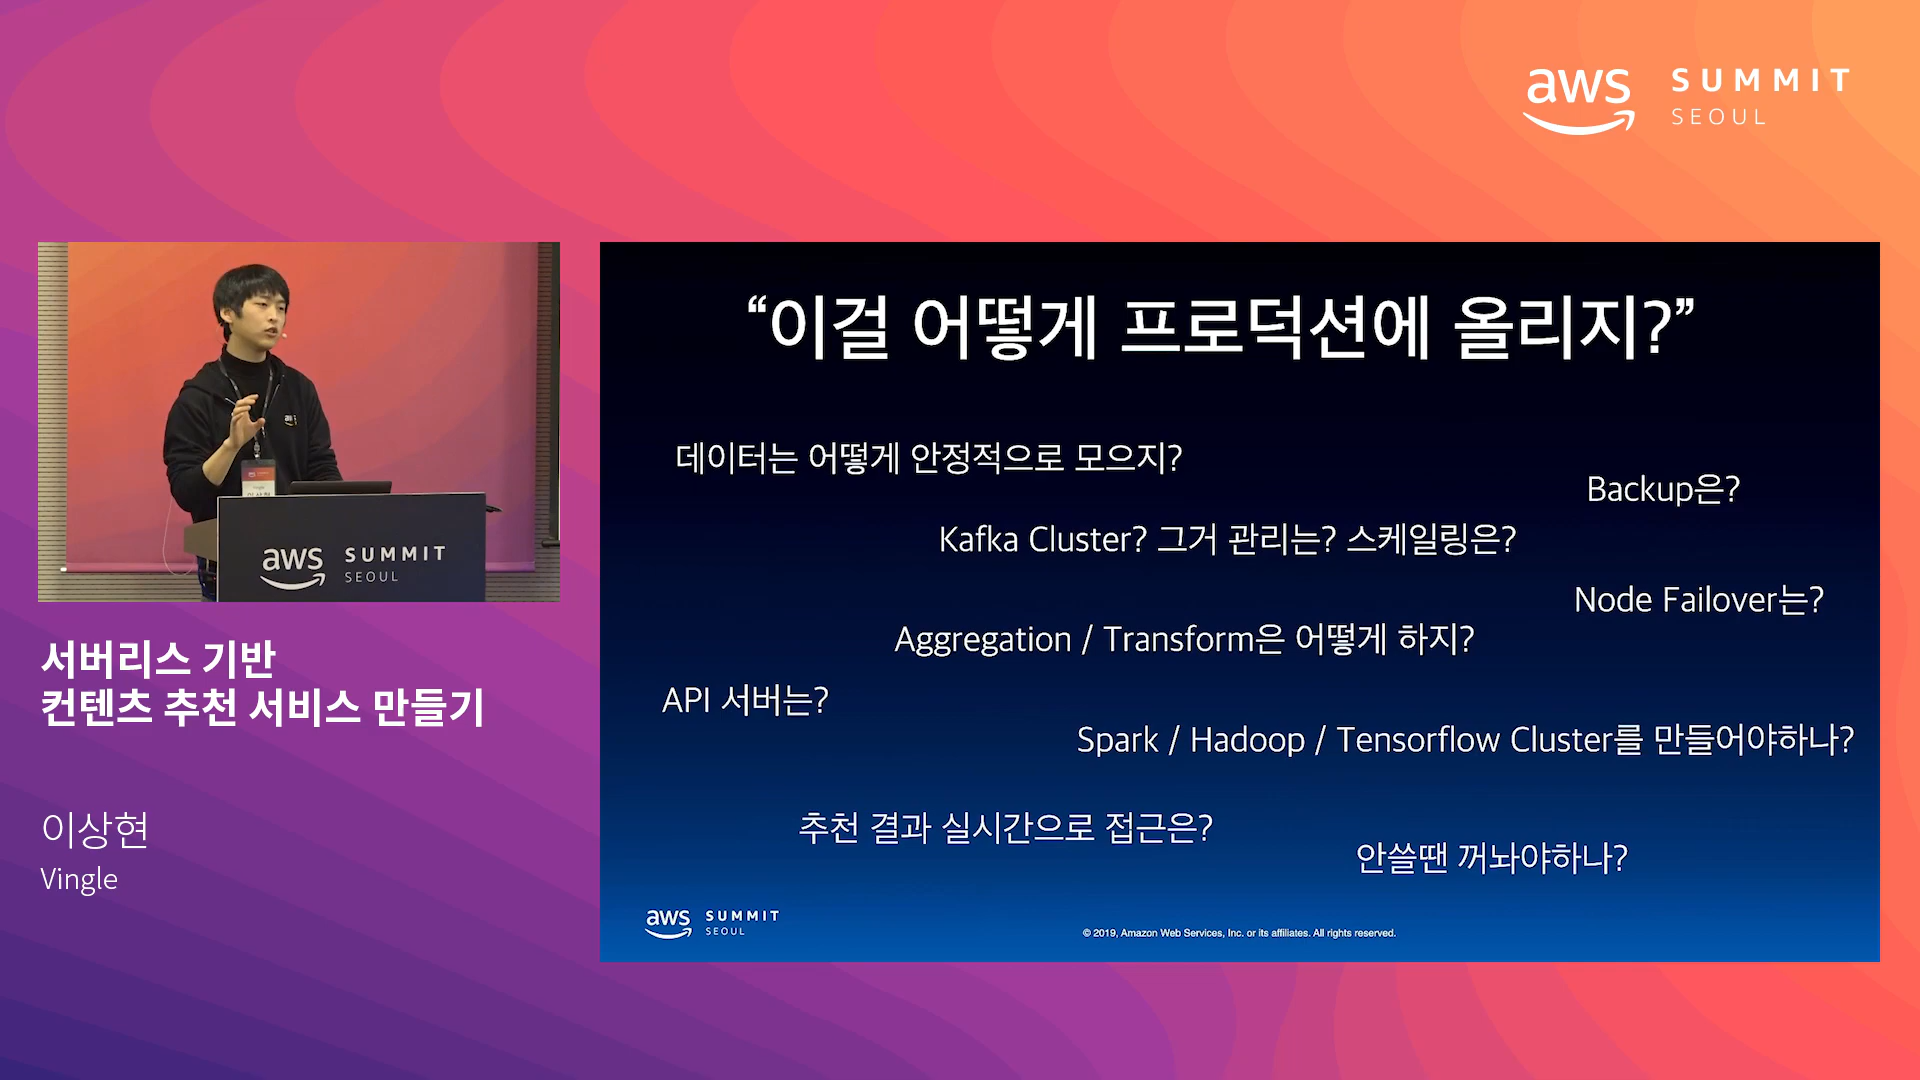 aws SUMMIT
SEOUL
“이걸 어떻게 프로덕션에 올리지?”
데이터는 어떻게 안정적으로 모으지?
Backup은?
Kafka Cluster? 그거 관리는? 스케일링은?
Node Failover는?
Aggregation / Transform은 어떻게 하지?
API 서버는?
Spark / Hadoop / Tensorflow Cluster를 만들어야하나?
추천 결과 실시간으로 접근은?
안쓸땐 꺼놔야하나?
aws SUMMIT
SEOUL
© 2019, Amazon Web Services, Inc. or its affiliates. All rights reserved.
aws
Vingle
이상현
aws SUMMIT
SEOUL
서버리스 기반
컨텐츠 추천 서비스 만들기
이상현
Vingle